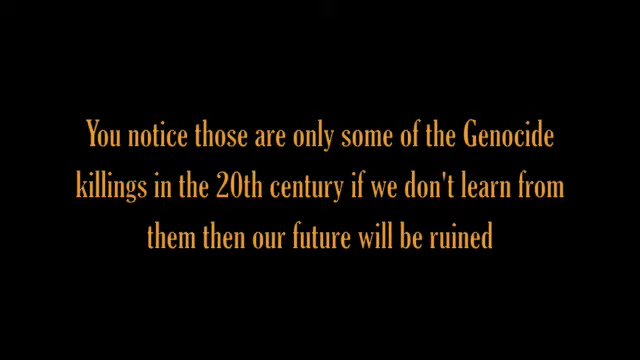 You notice those are only some of the Genocide
killings in the 20th century if we don't learn from
them then our future will be ruined